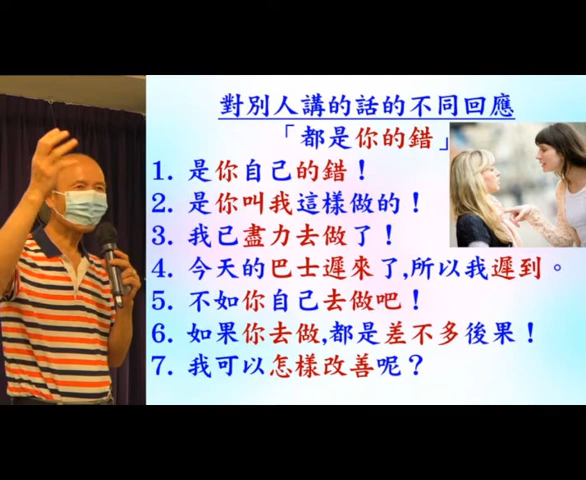 對別人講的話的不同回應
「都是你的錯」
1. 是你自己的錯！
2. 是你叫我這樣做的！
3. 我已盡力去做了！
4. 今天的巴士遲來了,所以我遲到。
5. 不如你自己去做吧！
6. 如果你去做,都是差不多後果！
7. 我可以怎樣改善呢？